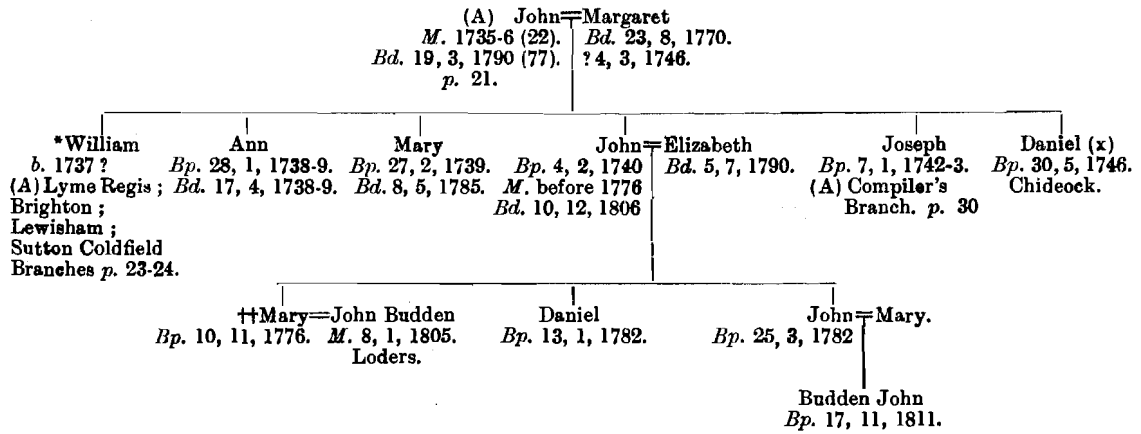 (A) John=Margaret
M. 1735-6 (22). Bd. 23, 8, 1770.
Bd. 19, 3, 1790 (77). ? 4, 3, 1746.
p. 21.
*William
b. 1737 ?
(A) Lyme Regis ;
Brighton ;
Lewisham ;
Sutton Coldfield
Branches p. 23-24.
Ann
Bp. 28, 1, 1738-9.
Bd. 17, 4, 1738-9.
Mary
Bp. 27, 2, 1739.
Bd. 8, 5, 1785.
John=Elizabeth
Bp. 4, 2, 1740 Bd. 5, 7, 1790.
M. before 1776
Bd. 10, 12, 1806
Joseph
Bp. 7, 1, 1742-3.
(A) Compiler's
Branch. p. 30
Daniel (x)
Bp. 30, 5, 1746.
Chideock.
††Mary=John Budden
Bp. 10, 11, 1776. M. 8, 1, 1805.
Loders.
Daniel
Bp. 13, 1, 1782.
John=Mary.
Bp. 25, 3, 1782
Budden John
Bp. 17, 11, 1811.